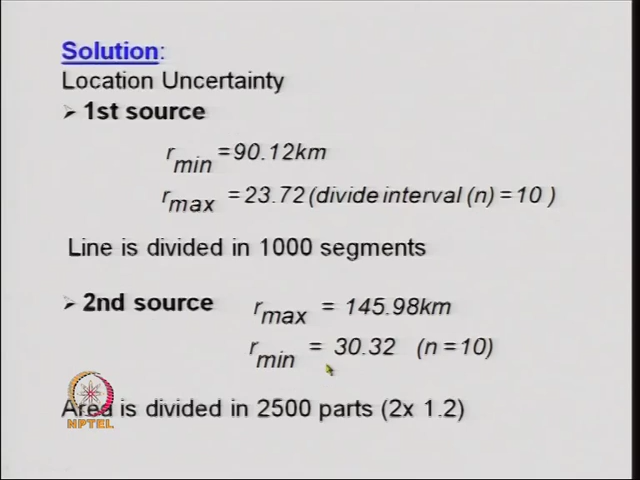 Solution:
Location Uncertainty
➢ 1st source
rmin =90.12km
rmax =23.72 (divide interval (n) = 10 )
Line is divided in 1000 segments
➢ 2nd source rmax = 145.98km
rmin = 30.32 (n = 10)
Area is divided in 2500 parts (2x 1.2)
NPTEL